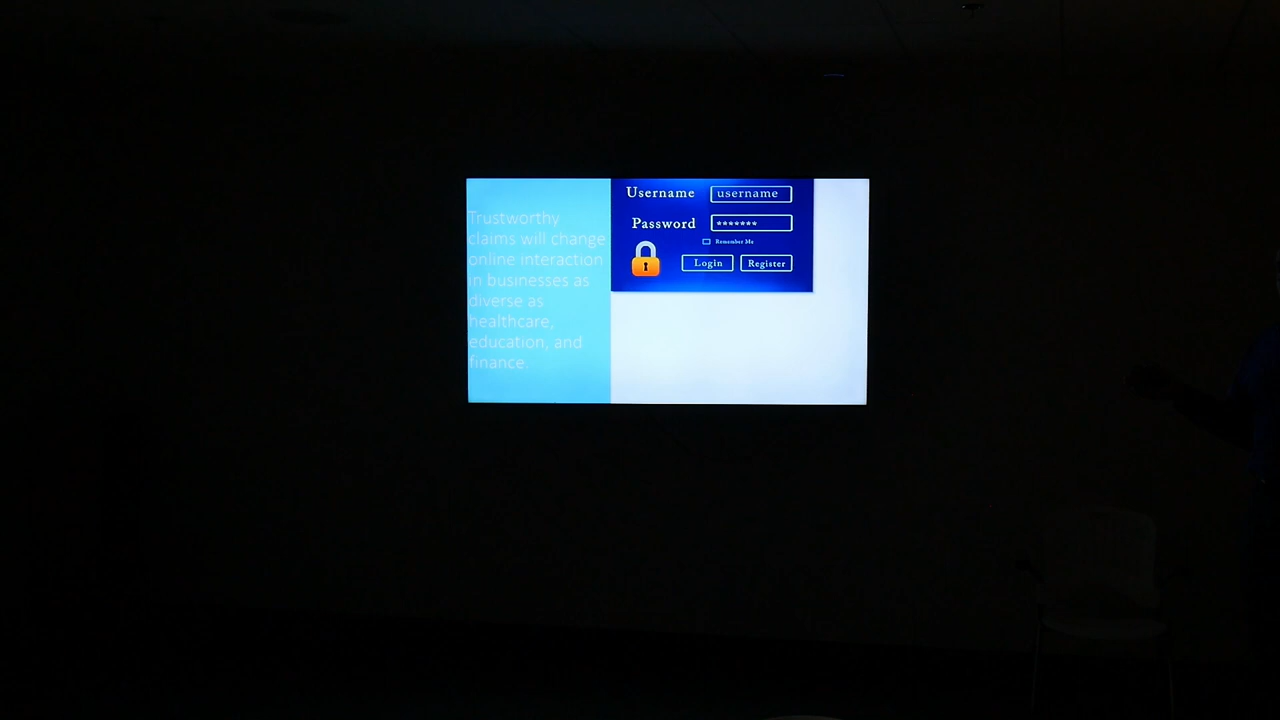 Trustworthy
claims will change
online interaction
in businesses as
diverse as
healthcare,
education, and
finance.
Username username
Password *******
Remember Me
Login Register